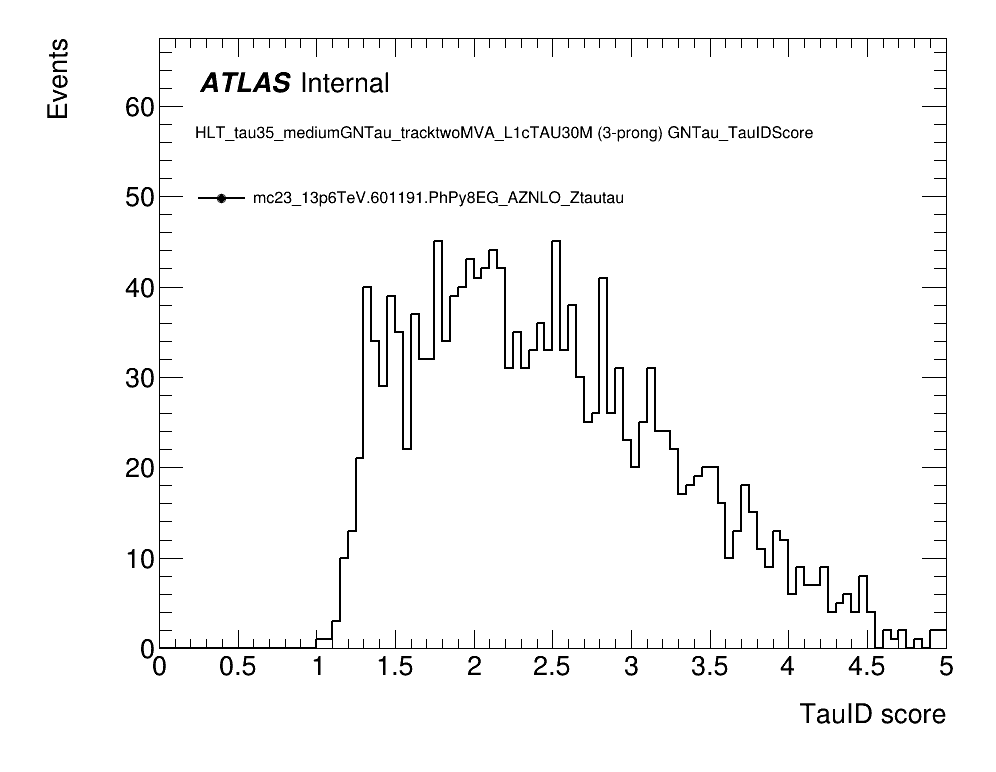 Events
ATLAS Internal
HLT_tau35_mediumGNTau_tracktwoMVA_L1cTAU30M (3-prong) GNTau_TauIDScore
mc23_13p6TeV.601191.PhPy8EG_AZNLO_Ztautau
60
50
40
30
20
10
0
0 0.5 1 1.5 2 2.5 3 3.5 4 4.5 5
TauID score